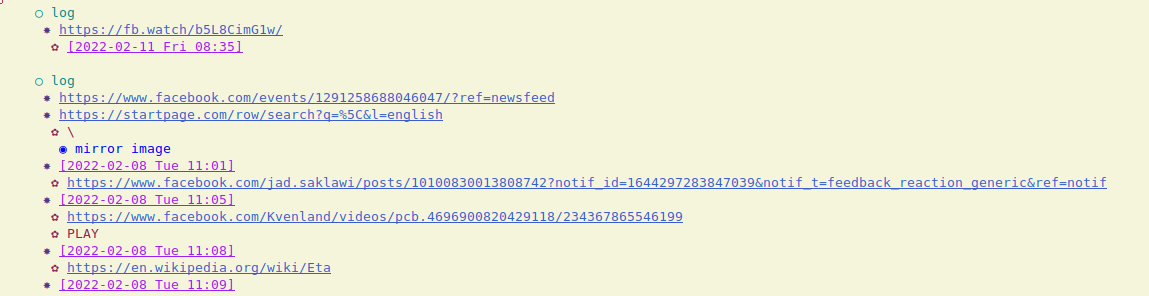 log
https://fb.watch/b5L8CimG1w/
[2022-02-11 Fri 08:35]
log
https://www.facebook.com/events/1291258688046047/?ref=newsfeed
https://startpage.com/row/search?q=%5C&l=english
\
mirror image
[2022-02-08 Tue 11:01]
https://www.facebook.com/jad.saklawi/posts/10100830013808742?notif_id=1644297283847039&notif_t=feedback_reaction_generic&ref=notif
[2022-02-08 Tue 11:05]
https://www.facebook.com/Kvenland/videos/pcb.4696900820429118/234367865546199
PLAY
[2022-02-08 Tue 11:08]
https://en.wikipedia.org/wiki/Eta
[2022-02-08 Tue 11:09]